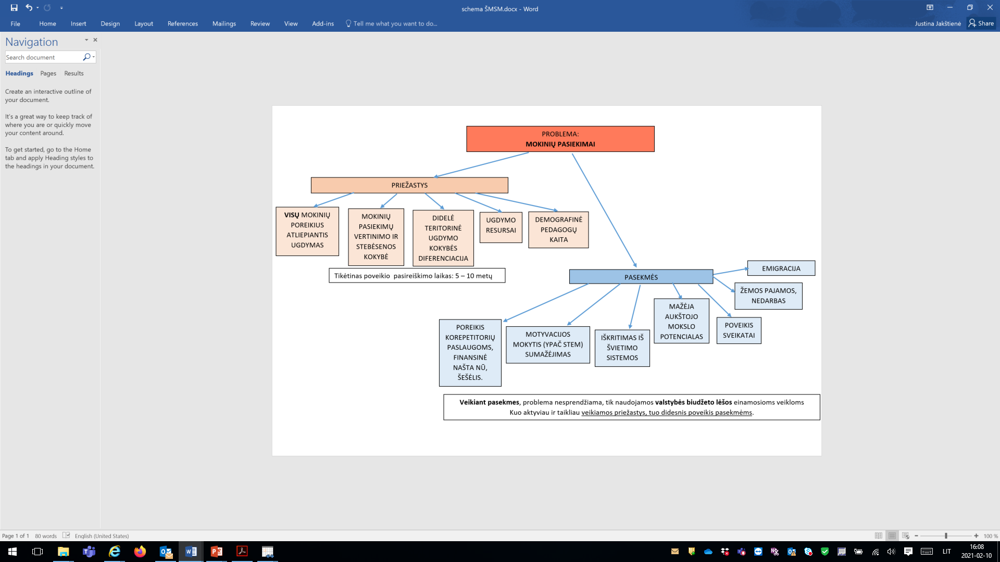 schema ŠMSM.docx - Word
File Home Insert Design Layout References Mailings Review View Add-ins Tell me what you want to do...
Justina Jakštienė Share
Navigation
Search document
Headings Pages Results
Create an interactive outline of
your document.
It's a great way to keep track of
where you are or quickly move
your content around.
To get started, go to the Home
tab and apply Heading styles to
the headings in your document.
PROBLEMA:
MOKINIŲ PASIEKIMAI
PRIEŽASTYS
VISŲ MOKINIŲ
POREIKIUS
ATLIEPIANTIS
UGDYMAS
MOKINIŲ
PASIEKIMŲ
VERTINIMO IR
STEBĖSENOS
KOKYBĖ
DIDELĖ
TERITORINĖ
UGDYMO
KOKYBĖS
DIFERENCIACIJA
UGDYMO
RESURSAI
DEMOGRAFINĖ
PEDAGOGŲ
KAITA
Tikėtinas poveikio pasireiškimo laikas: 5 – 10 metų
PASEKMĖS
EMIGRACIJA
ŽEMOS PAJAMOS,
NEDARBAS
POREIKIS
KOREPETITORIŲ
PASLAUGOMS,
FINANSINĖ
NAŠTA NŪ,
ŠEŠĖLIS.
MOTYVACIJOS
MOKYTIS (YPAČ STEM)
SUMAŽĖJIMAS
IŠKRITIMAS IŠ
ŠVIETIMO
SISTEMOS
MAŽĖJA
AUKŠTOJO
MOKSLO
POTENCIALAS
POVEIKIS
SVEIKATAI
Veikiant pasekmes, problema nesprendžiama, tik naudojamos valstybės biudžeto lėšos einamosioms veikloms
Kuo aktyviau ir taikliau veikiamos priežastys, tuo didesnis poveikis pasekmėms.
Page 1 of 1 80 words English (United States)
100 %
LIT
16:08
2021-02-10